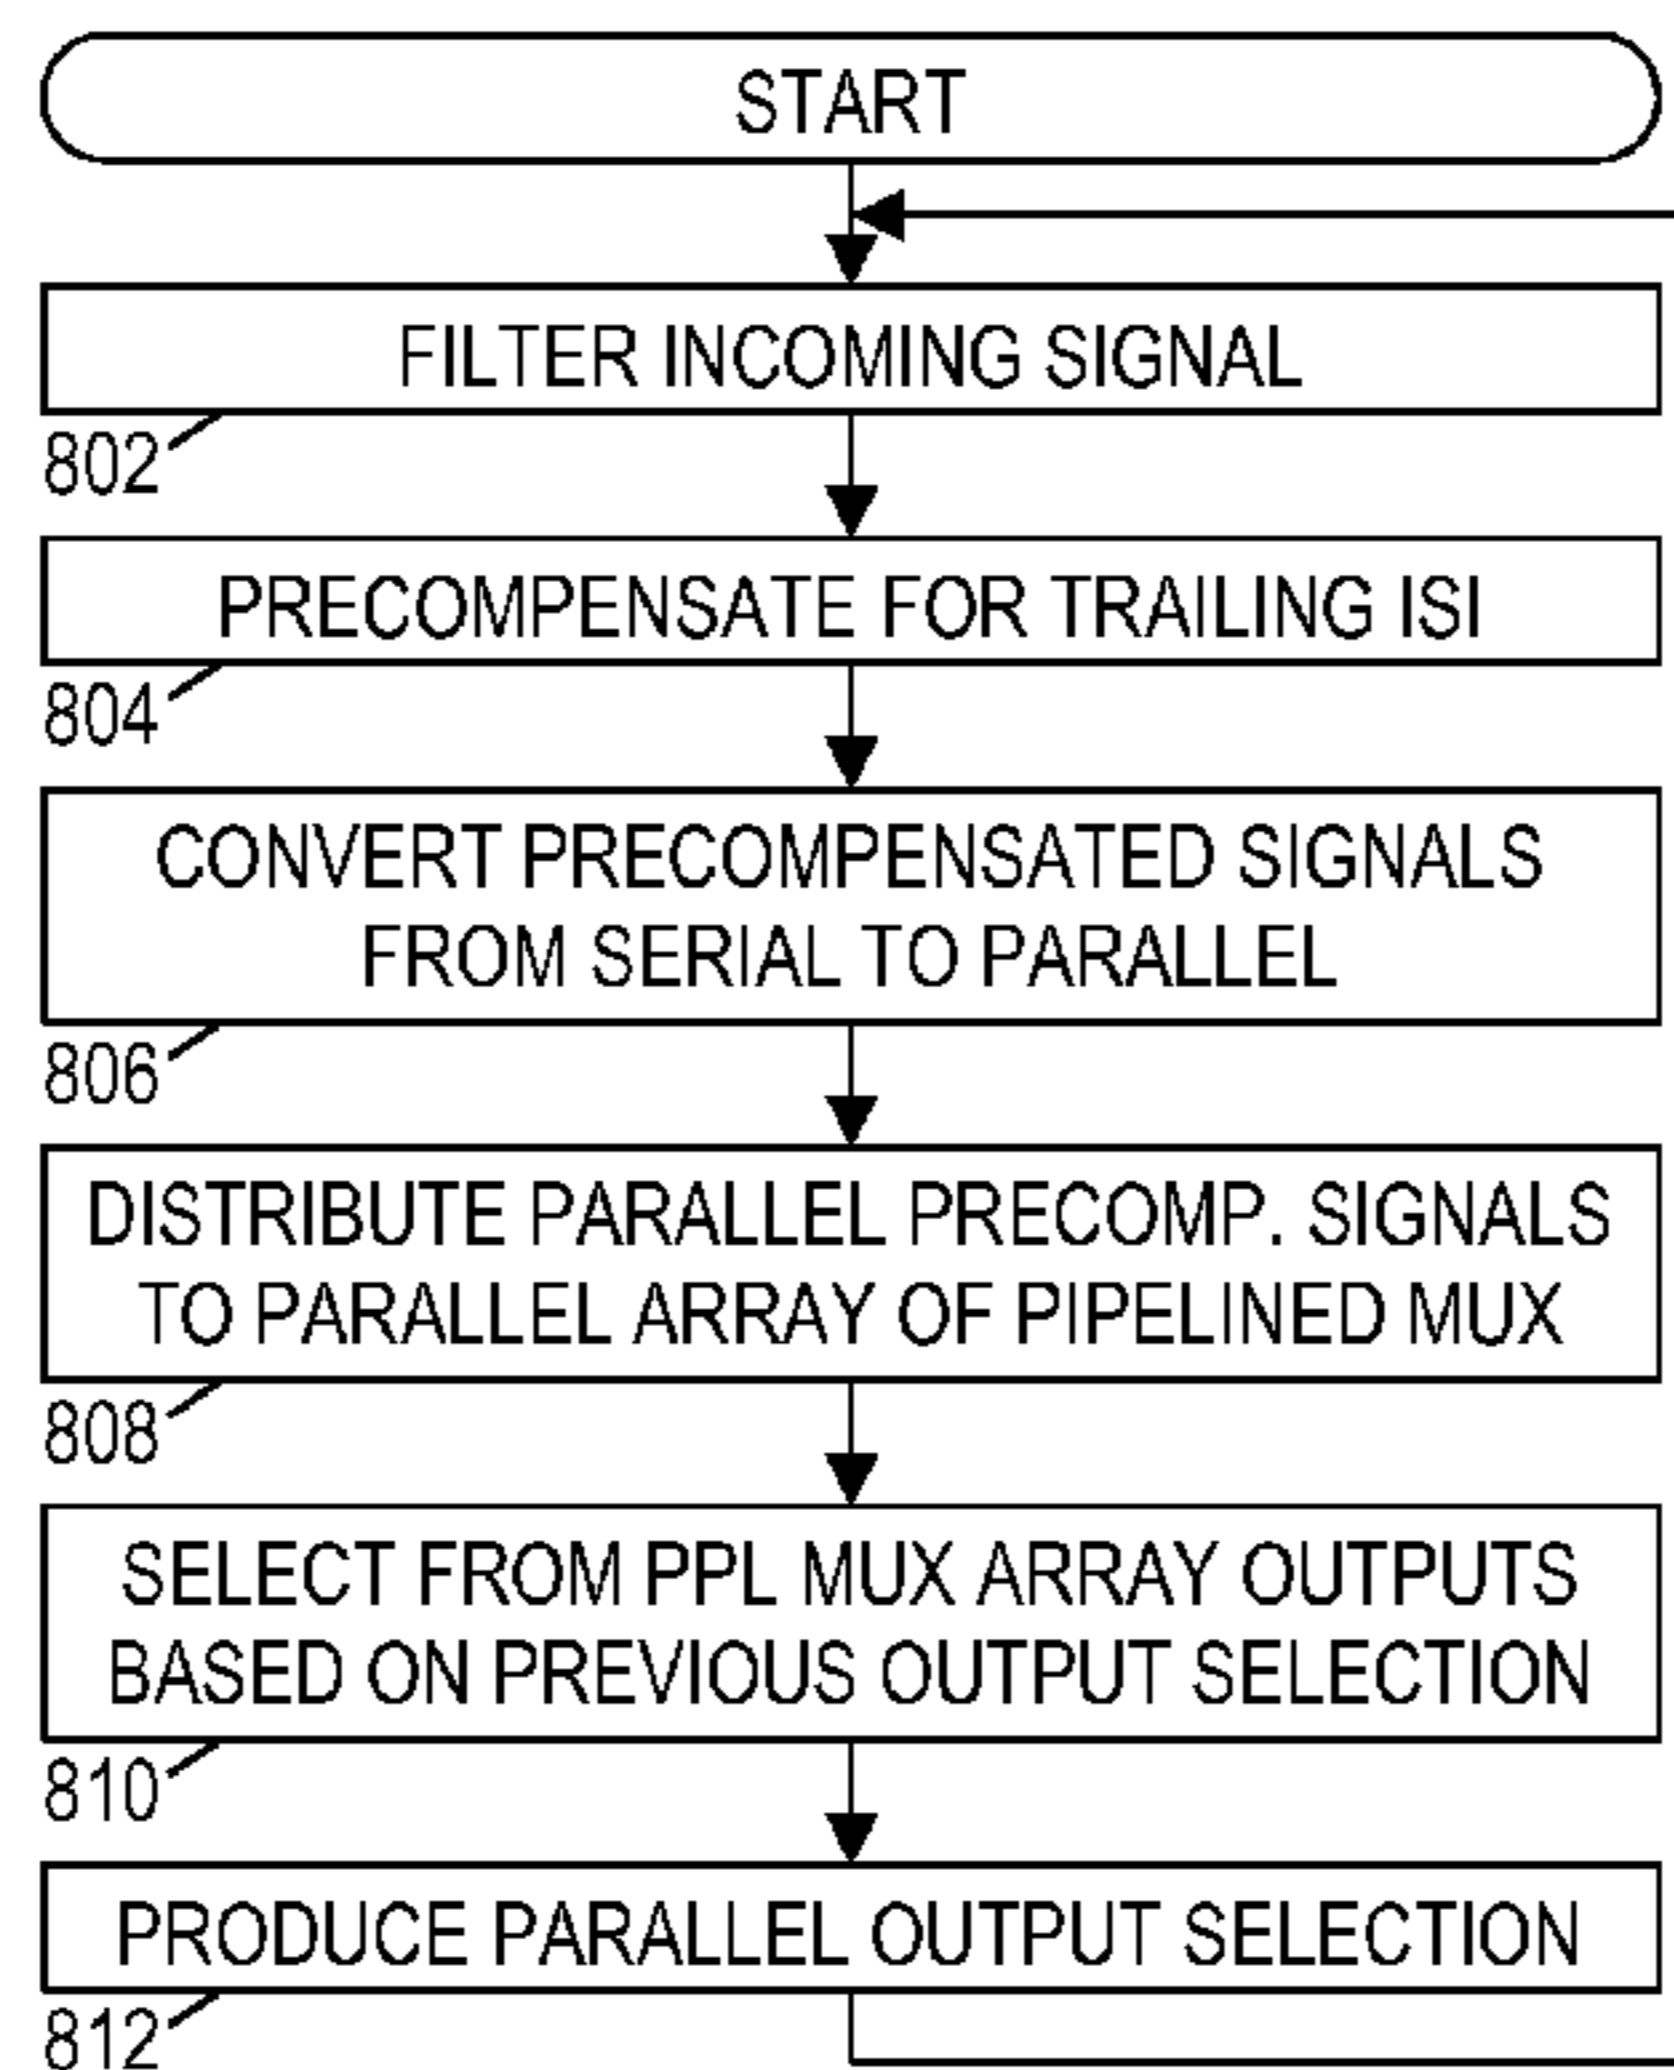 START
FILTER INCOMING SIGNAL
802
PRECOMPENSATE FOR TRAILING ISI
804
CONVERT PRECOMPENSATED SIGNALS
FROM SERIAL TO PARALLEL
806
DISTRIBUTE PARALLEL PRECOMP. SIGNALS
TO PARALLEL ARRAY OF PIPELINED MUX
808
SELECT FROM PPL MUX ARRAY OUTPUTS
BASED ON PREVIOUS OUTPUT SELECTION
810
PRODUCE PARALLEL OUTPUT SELECTION
812